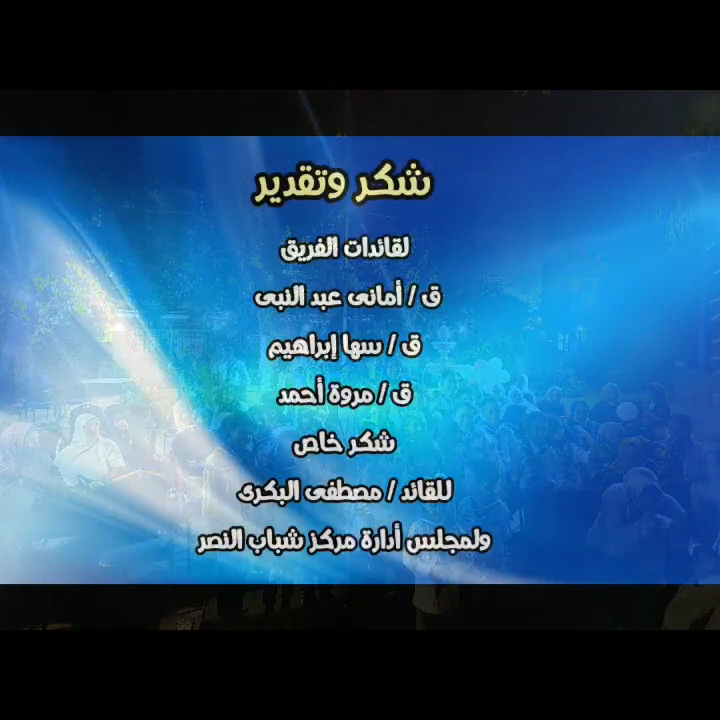 شكر وتقدير
لقائدات الفريق
ق / أمانى عبد النبى
ق / سها إبراهيم
ق / مروة أحمد
شكر خاص
للقائد / مصطفى البكرى
ولمجلس أدارة مركز شباب النصر